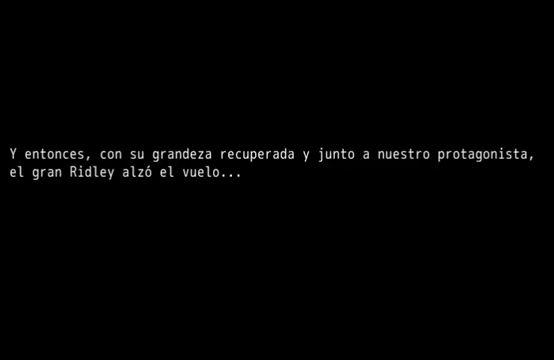 Y entonces, con su grandeza recuperada y junto a nuestro protagonista,
el gran Ridley alzó el vuelo...